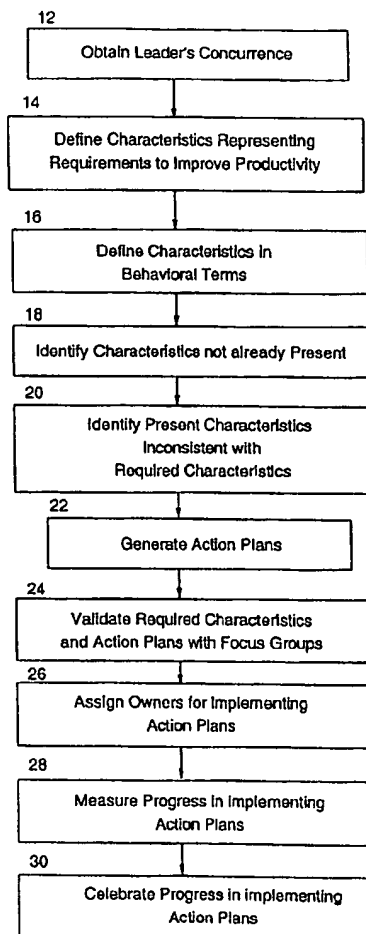 12
Obtain Leader's Concurrence
14
Define Characteristics Representing
Requirements to Improve Productivity
16
Define Characteristics in
Behavioral Terms
18
Identify Characteristics not already Present
20
Identify Present Characteristics
Inconsistent with
Required Characteristics
22
Generate Action Plans
24
Validate Required Characteristics
and Action Plans with Focus Groups
26
Assign Owners for Implementing
Action Plans
28
Measure Progress in Implementing
Action Plans
30
Celebrate Progress in Implementing
Action Plans